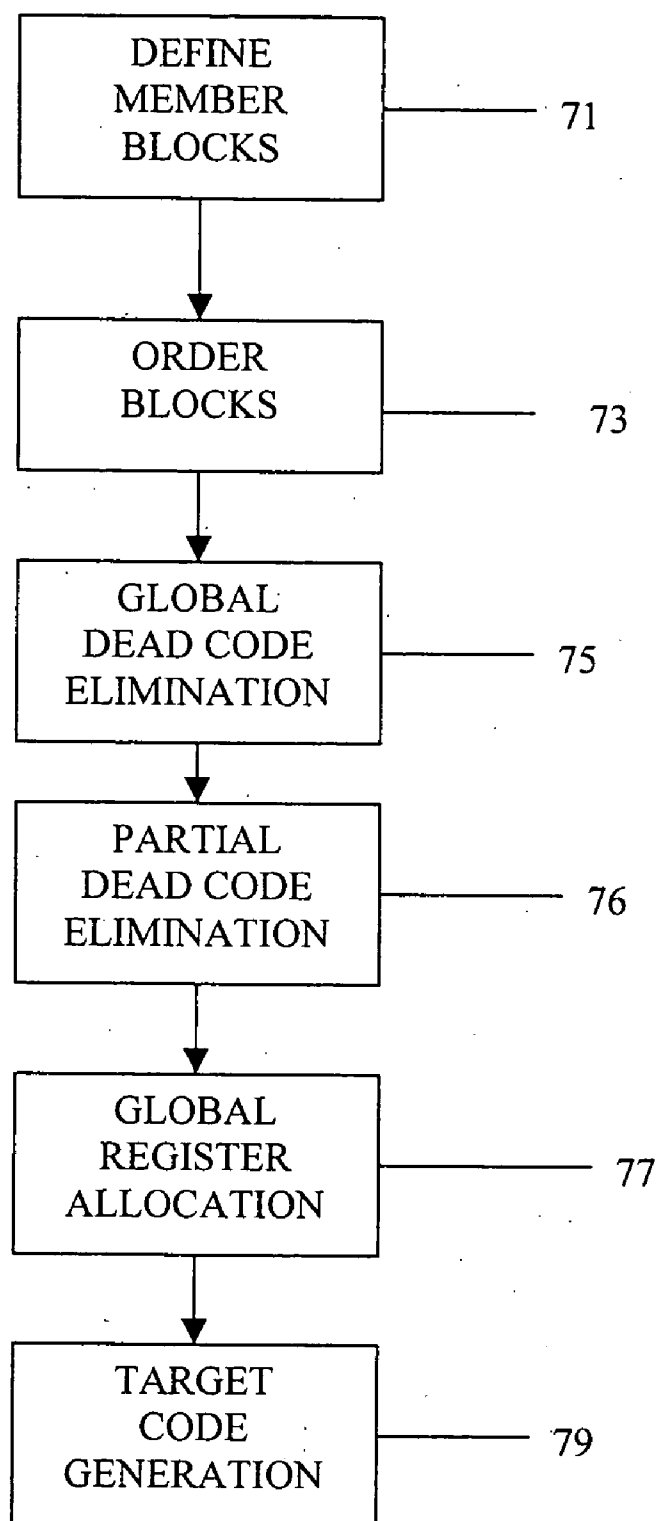 DEFINE
MEMBER
BLOCKS
71
ORDER
BLOCKS
73
GLOBAL
DEAD CODE
ELIMINATION
75
PARTIAL
DEAD CODE
ELIMINATION
76
GLOBAL
REGISTER
ALLOCATION
77
TARGET
CODE
GENERATION
79